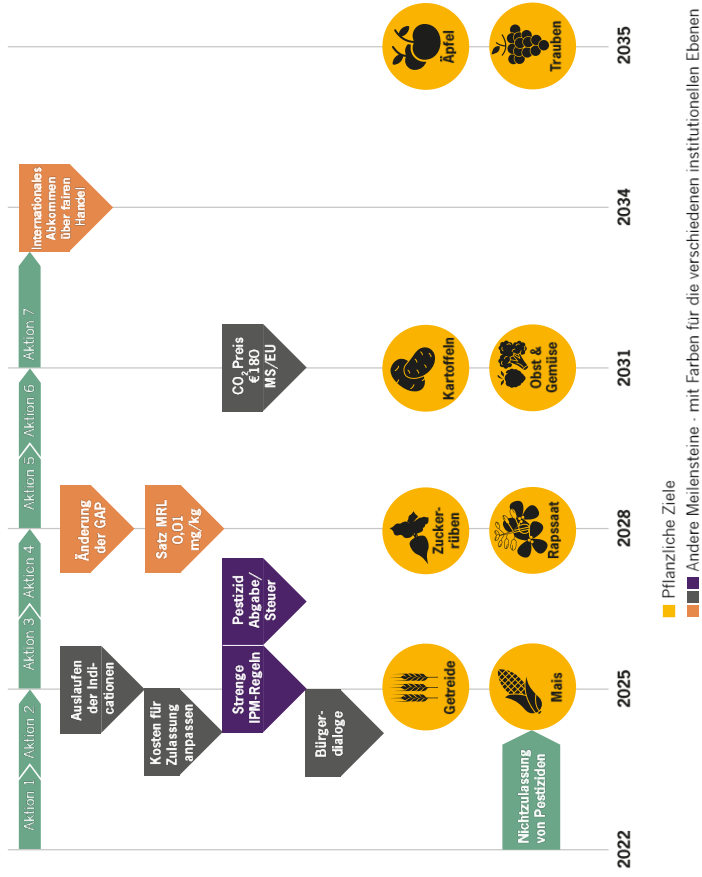 Aktion 1
Aktion 2
Aktion 3
Aktion 4
Aktion 5
Aktion 6
Aktion 7
Internationales
Abkommen
über fairen
Handel
Auslaufen
der Indi-
cationen
Änderung
der GAP
Kosten für
Zulassung
anpassen
Satz MRL
0,01
mg/kg
Strenge
IPM-Regeln
Pestizid
Abgabe/
Steuer
CO2 Preis
€180
MS/EU
Bürger-
dialoge
Getreide
Zucker-
rüben
Kartoffeln
Äpfel
Nichtzulassung
von Pestiziden
Mais
Rapssaat
Obst &
Gemüse
Trauben
2022
2025
2028
2031
2034
2035
Pflanzliche Ziele
Andere Meilensteine - mit Farben für die verschiedenen institutionellen Ebenen